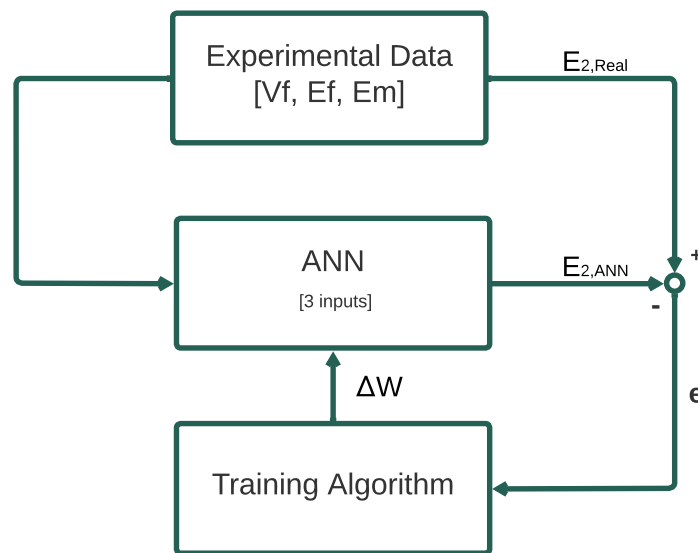 Experimental Data
[Vf, Ef, Em]
E2,Real
+
ANN
[3 inputs]
E2,ANN
-
ΔW
e
Training Algorithm